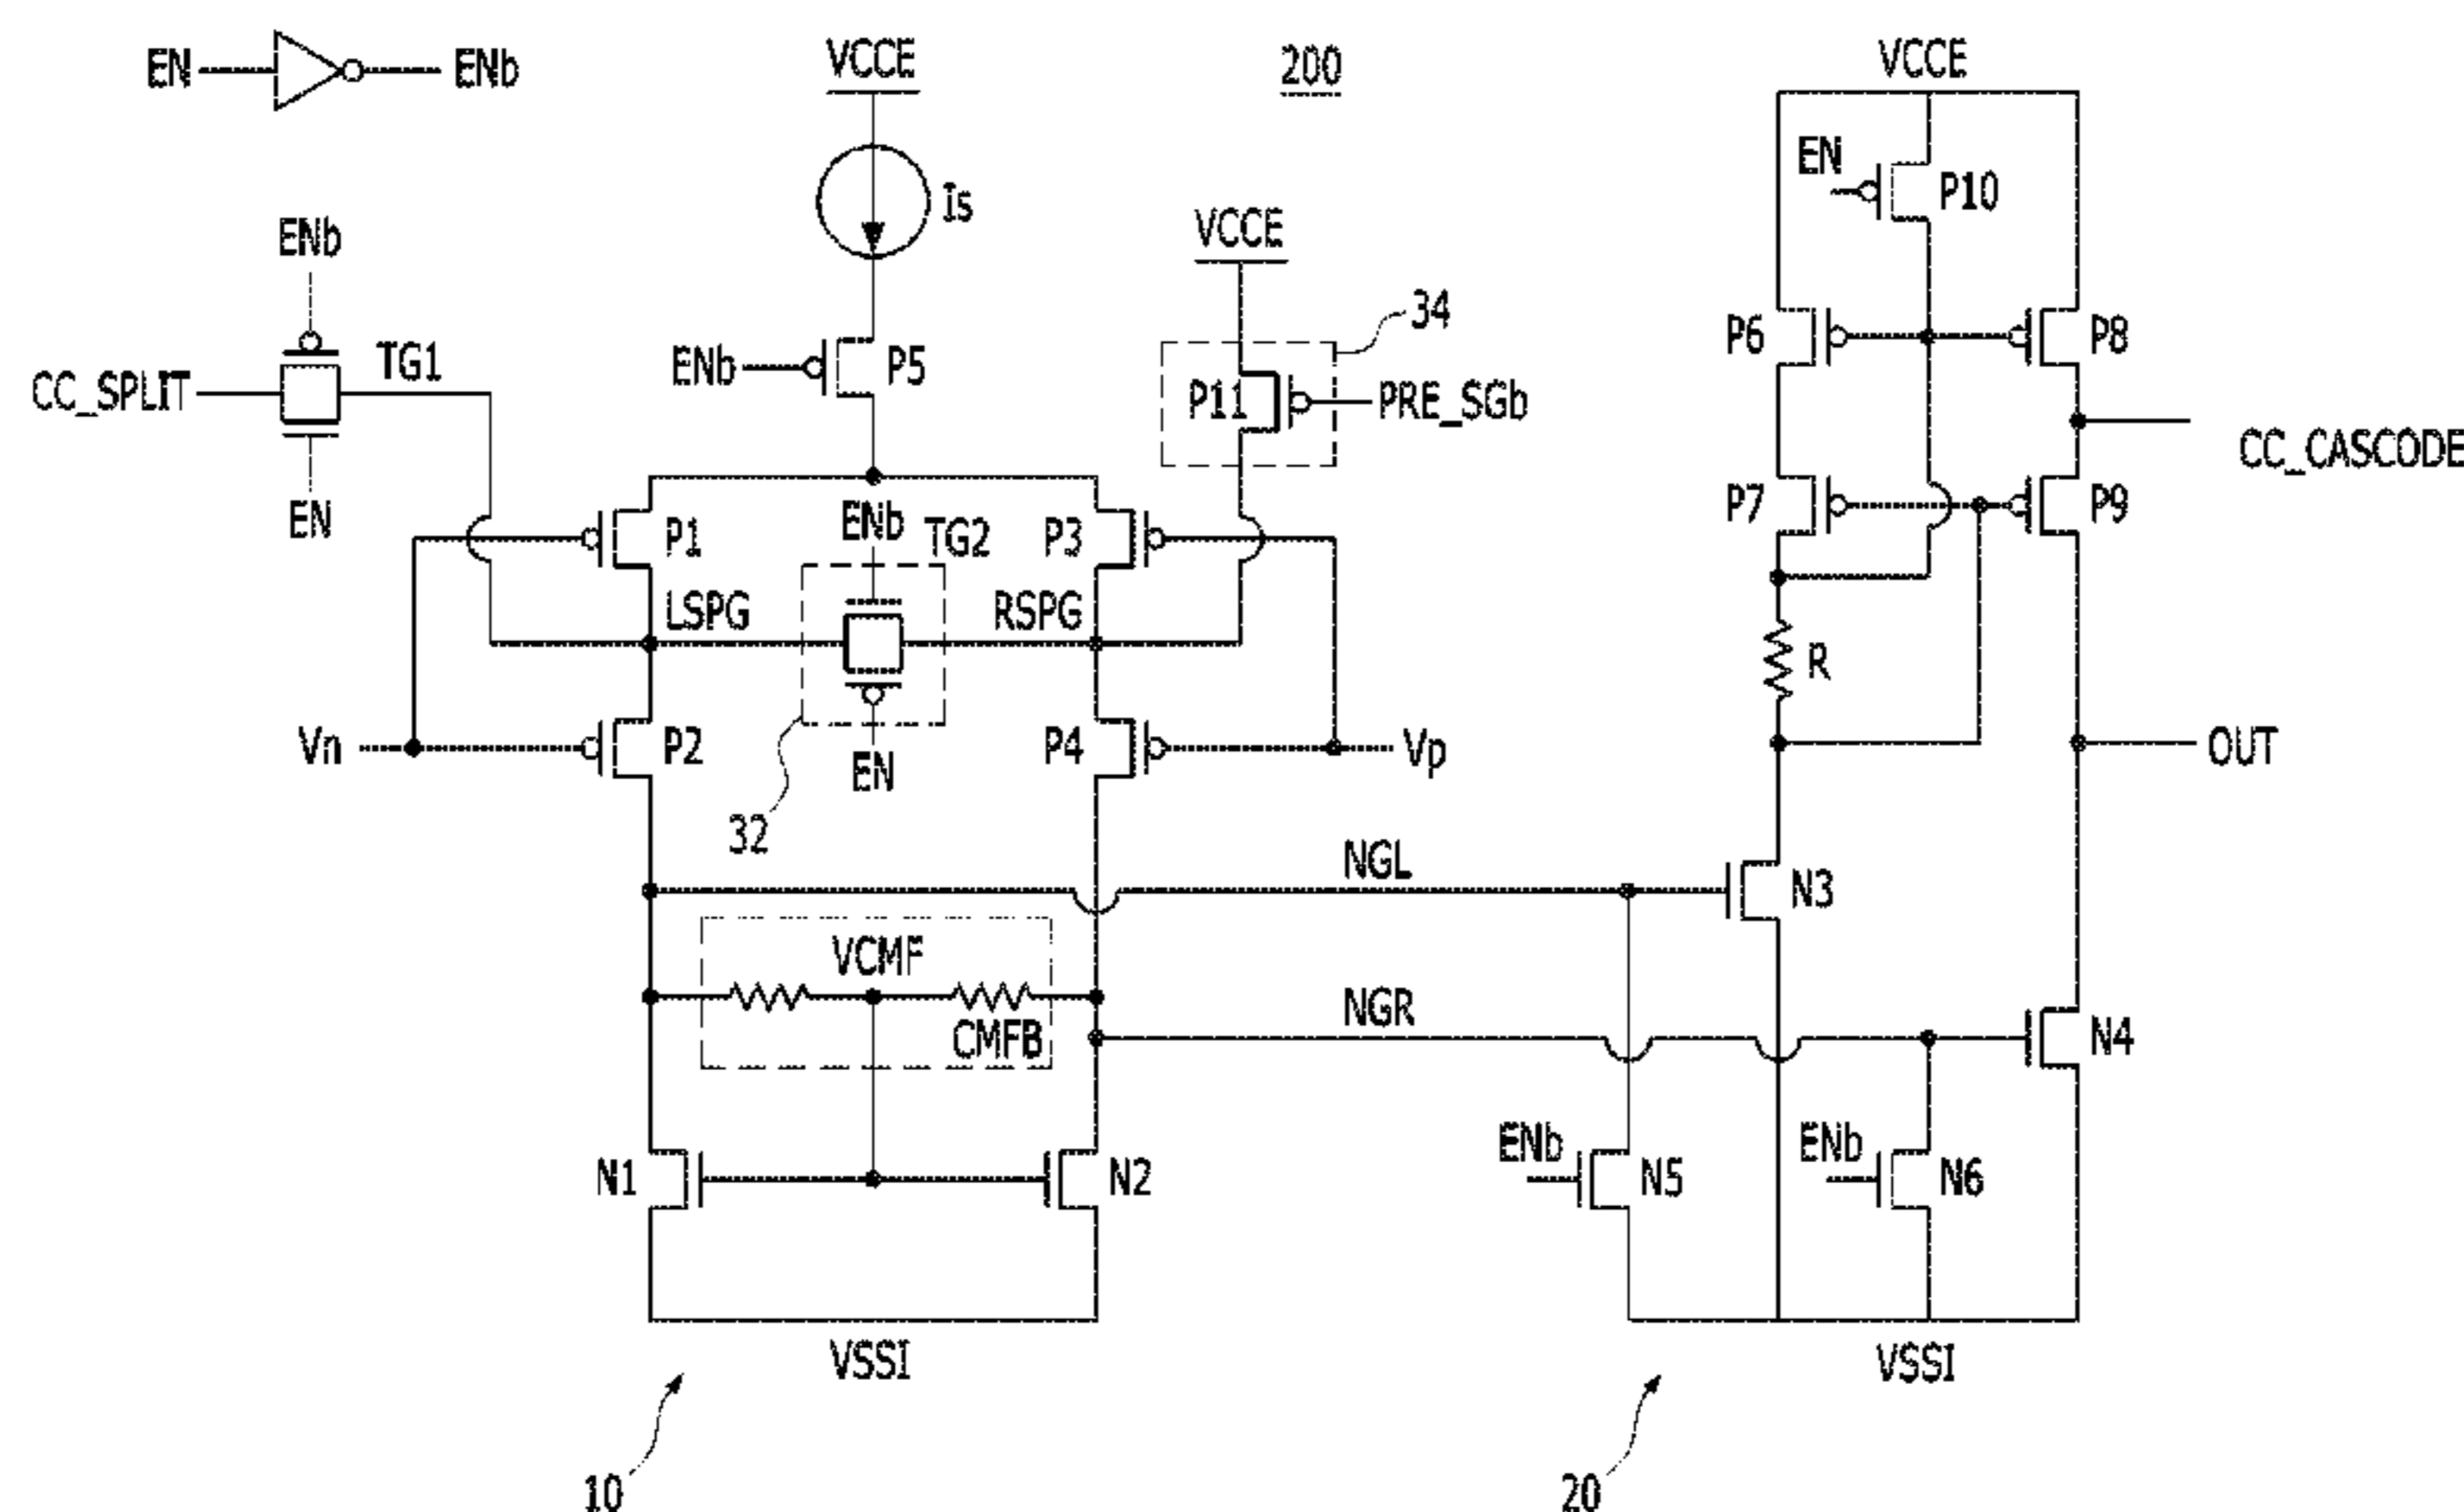 EN ENb
VCCE
200
VCCE
Is
EN
P10
ENb
VCCE
34
TG1
CC_SPLIT
EN
ENb
P5
P11
PRE_SGb
P6
P8
CC_CASCODE
P7
P9
P1
ENb
TG2
P3
LSPG
RSPG
R
Vn
P2
EN
P4
Vp
OUT
32
NGL
N3
VCMF
CMFB
NGR
N4
N1
N2
ENb
N5
ENb
N6
VSSI
VSSI
10
20